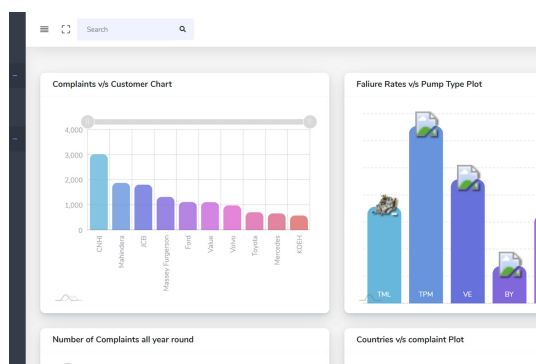 Search
Complaints v/s Customer Chart
Faliure Rates v/s Pump Type Plot
4,000
3,000
2,000
1,000
0
CNHI
Mahindera
JCB
Massey Furgerson
Ford
Value
Volvo
Toyota
Mercedes
KOEH
TML
TPM
VE
BY
Number of Complaints all year round
Countries v/s complaint Plot